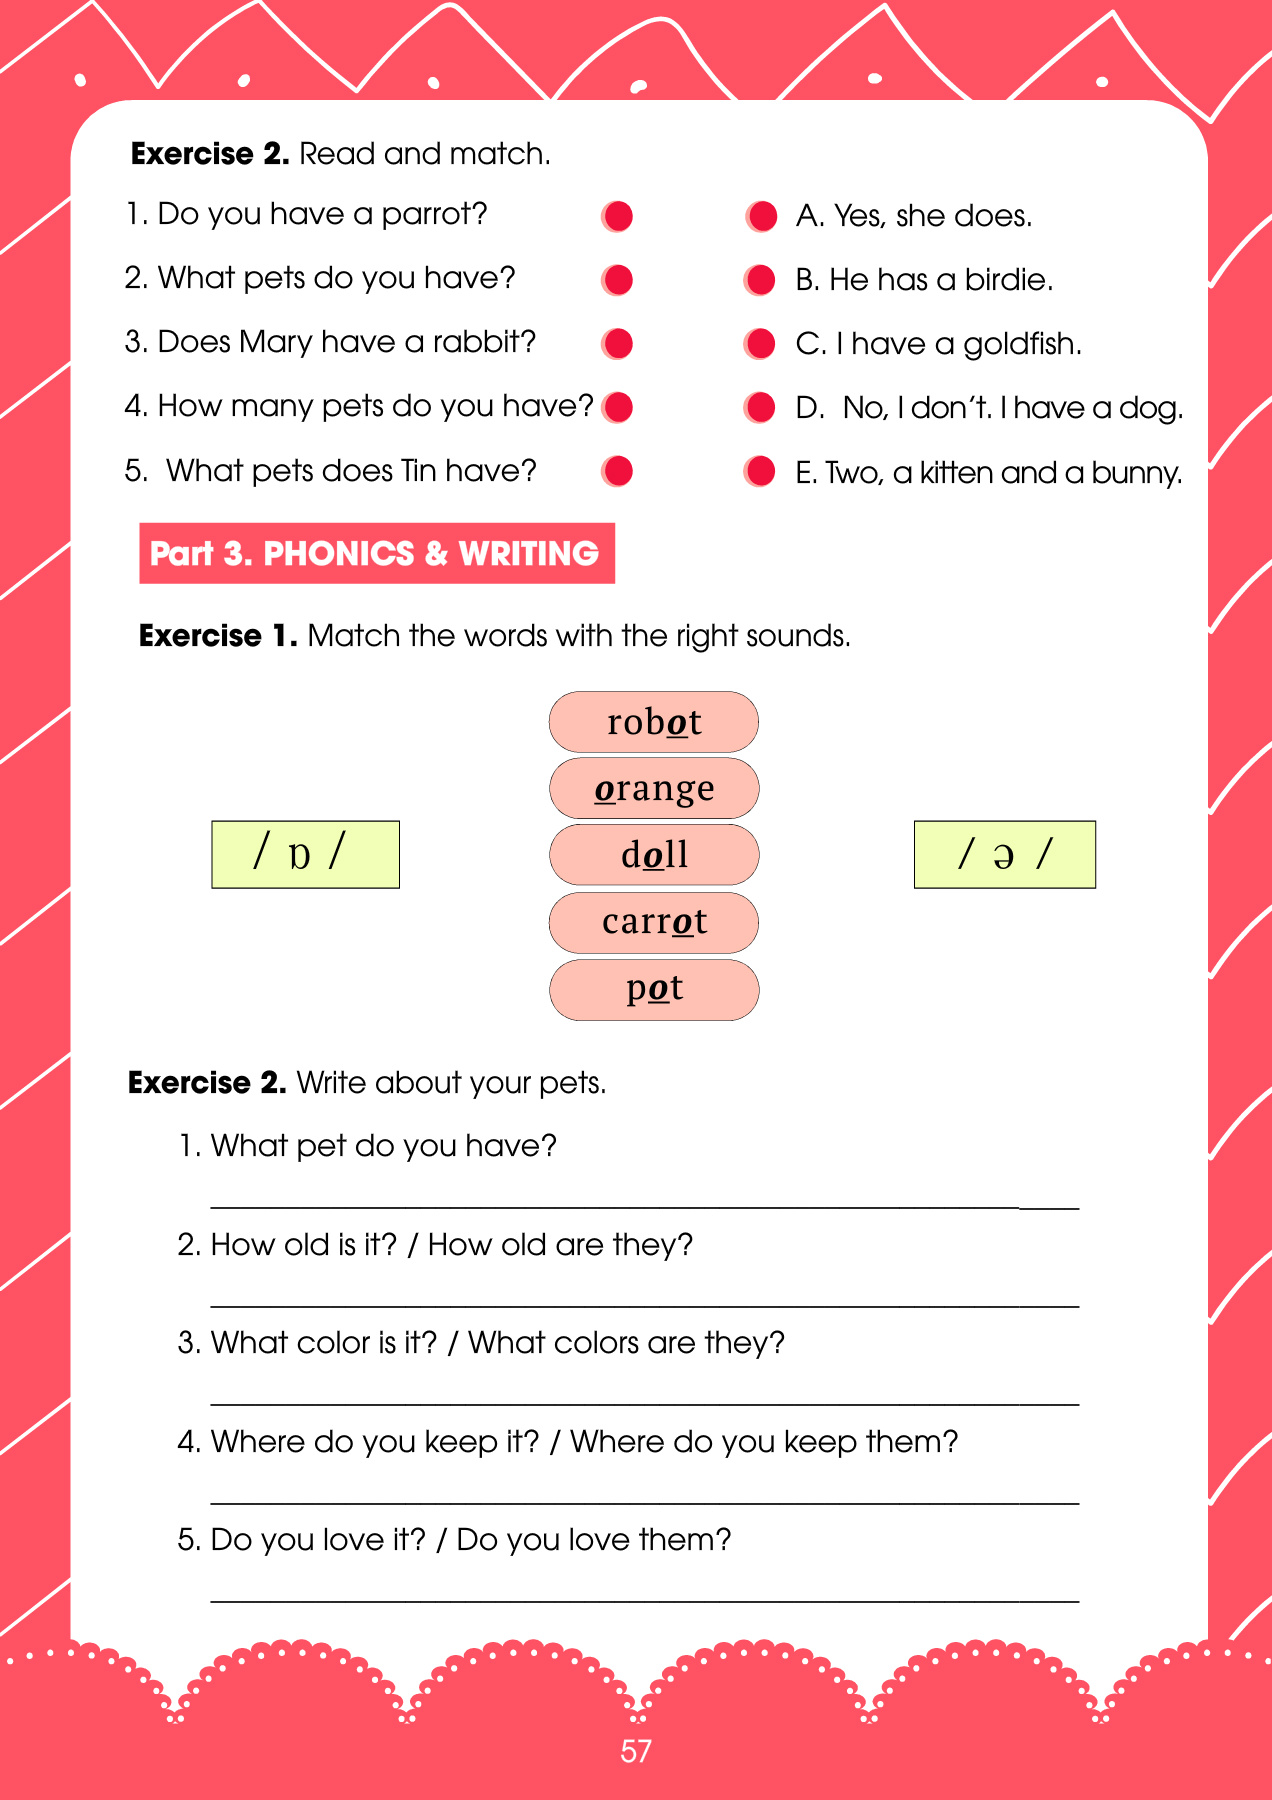 Exercise 2. Read and match.
1. Do you have a parrot?
A. Yes, she does.
2. What pets do you have?
B. He has a birdie.
3. Does Mary have a rabbit?
C. I have a goldfish.
4. How many pets do you have?
D. No, I don't. I have a dog.
5. What pets does Tin have?
E. Two, a kitten and a bunny.
Part 3. PHONICS & WRITING
Exercise 1. Match the words with the right sounds.
robot
orange
/ ɒ /
doll
/ ə /
carrot
pot
Exercise 2. Write about your pets.
1. What pet do you have?
2. How old is it? / How old are they?
3. What color is it? / What colors are they?
4. Where do you keep it? / Where do you keep them?
5. Do you love it? / Do you love them?
57